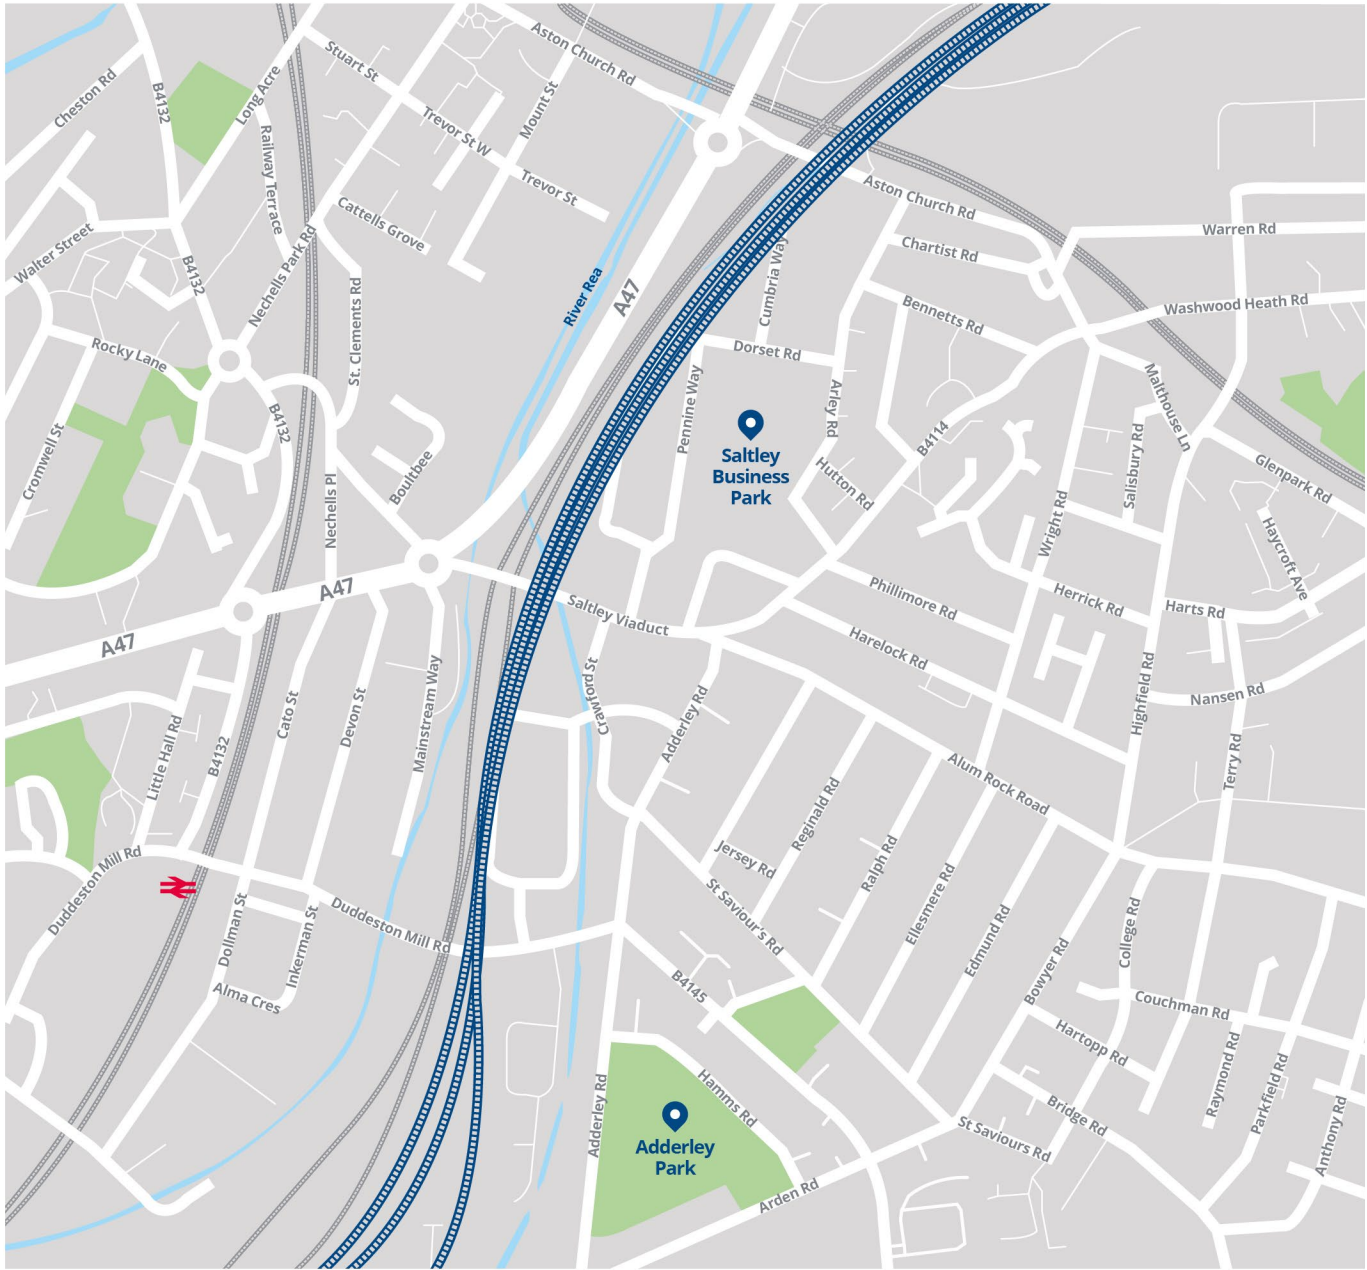 Aston Church Rd
Stuart St
Cheston Rd
B4132
Long Acre
Mount St
Trevor St W
Railway Terrace
Trevor St
Aston Church Rd
Cattells Grove
Chartist Rd
Warren Rd
Walter Street
B4132
Nechells Park Rd
River Rea
A47
Cumbria Way
Bennetts Rd
Washwood Heath Rd
St. Clements Rd
Rocky Lane
Dorset Rd
Pennine Way
Arley Rd
Malthouse Ln
B4132
Saltley
Business
Park
B4114
Cromwell St
Boultbee
Hutton Rd
Salisbury Rd
Glenpark Rd
Nechells Pl
Wright Rd
Haycroft Ave
A47
Saltley Viaduct
Phillimore Rd
Herrick Rd
Harts Rd
A47
Harelock Rd
Crawford St
Adderley Rd
Highfield Rd
Nansen Rd
Cato St
Devon St
Mainstream Way
Little Hall Rd
B4132
Alum Rock Road
Terry Rd
Reginald Rd
Jersey Rd
Ralph Rd
Duddeston Mill Rd
St Saviour's Rd
Ellesmere Rd
Edmund Rd
Dollman St
Inkerman St
Duddeston Mill Rd
College Rd
Bowyer Rd
Alma Cres
B4145
Couchman Rd
Hartopp Rd
Raymond Rd
Parkfield Rd
Anthony Rd
Hamms Rd
Adderley Rd
Adderley
Park
Bridge Rd
St Saviours Rd
Arden Rd